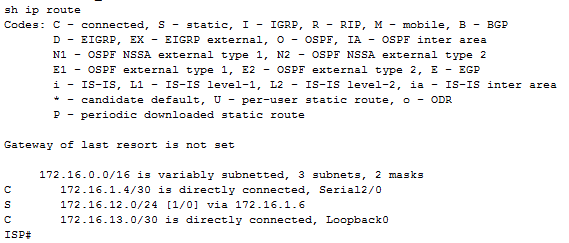 sh ip route
Codes: C - connected, S - static, I - IGRP, R - RIP, M - mobile, B - BGP
       D - EIGRP, EX - EIGRP external, O - OSPF, IA - OSPF inter area
       N1 - OSPF NSSA external type 1, N2 - OSPF NSSA external type 2
       E1 - OSPF external type 1, E2 - OSPF external type 2, E - EGP
       i - IS-IS, L1 - IS-IS level-1, L2 - IS-IS level-2, ia - IS-IS inter area
       * - candidate default, U - per-user static route, o - ODR
       P - periodic downloaded static route
Gateway of last resort is not set
     172.16.0.0/16 is variably subnetted, 3 subnets, 2 masks
C       172.16.1.4/30 is directly connected, Serial2/0
S       172.16.12.0/24 [1/0] via 172.16.1.6
C       172.16.13.0/30 is directly connected, Loopback0
ISP#